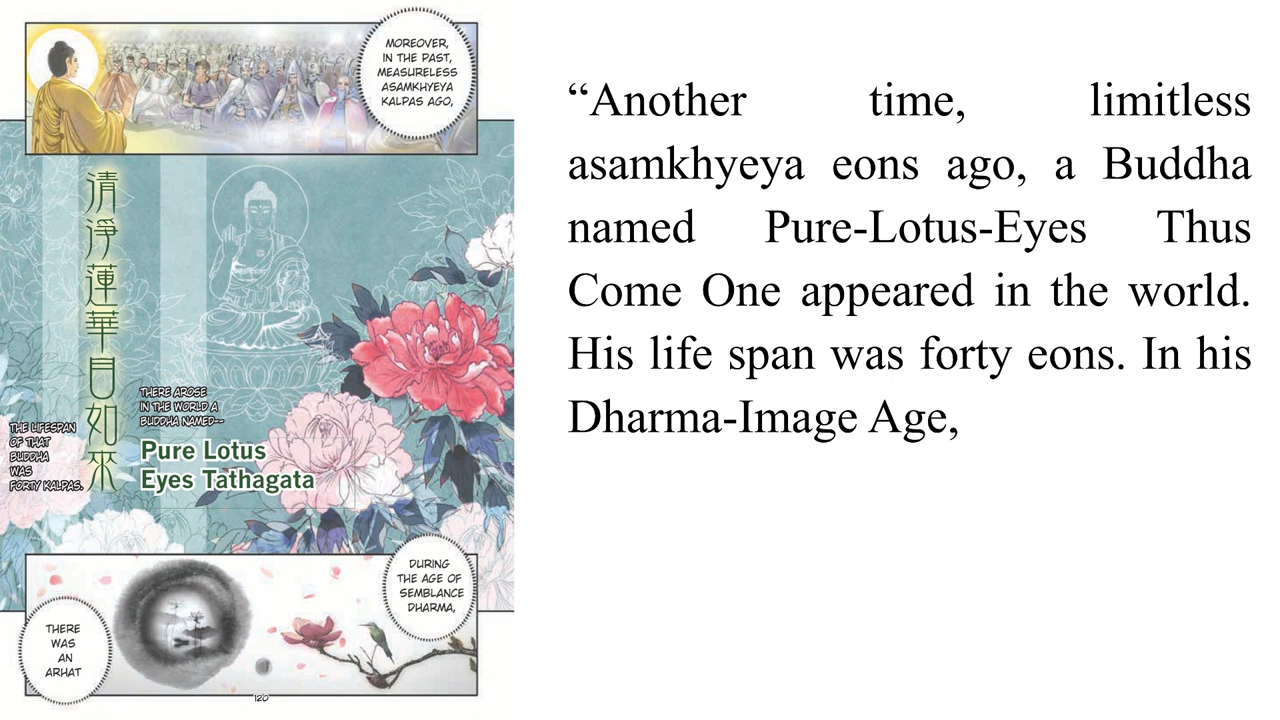 MOREOVER,
IN THE PAST,
MEASURELESS
ASAMKHYEYA
KALPAS AGO,
清淨蓮華目如來
THERE AROSE
IN THE WORLD A
BUDDHA NAMED--
Pure Lotus
Eyes Tathagata
THE LIFESPAN
OF THAT
BUDDHA
WAS
FORTY KALPAS.
DURING
THE AGE OF
SEMBLANCE
DHARMA,
THERE
WAS
AN
ARHAT
120
“Another time, limitless
asamkhyeya eons ago, a Buddha
named Pure-Lotus-Eyes Thus
Come One appeared in the world.
His life span was forty eons. In his
Dharma-Image Age,